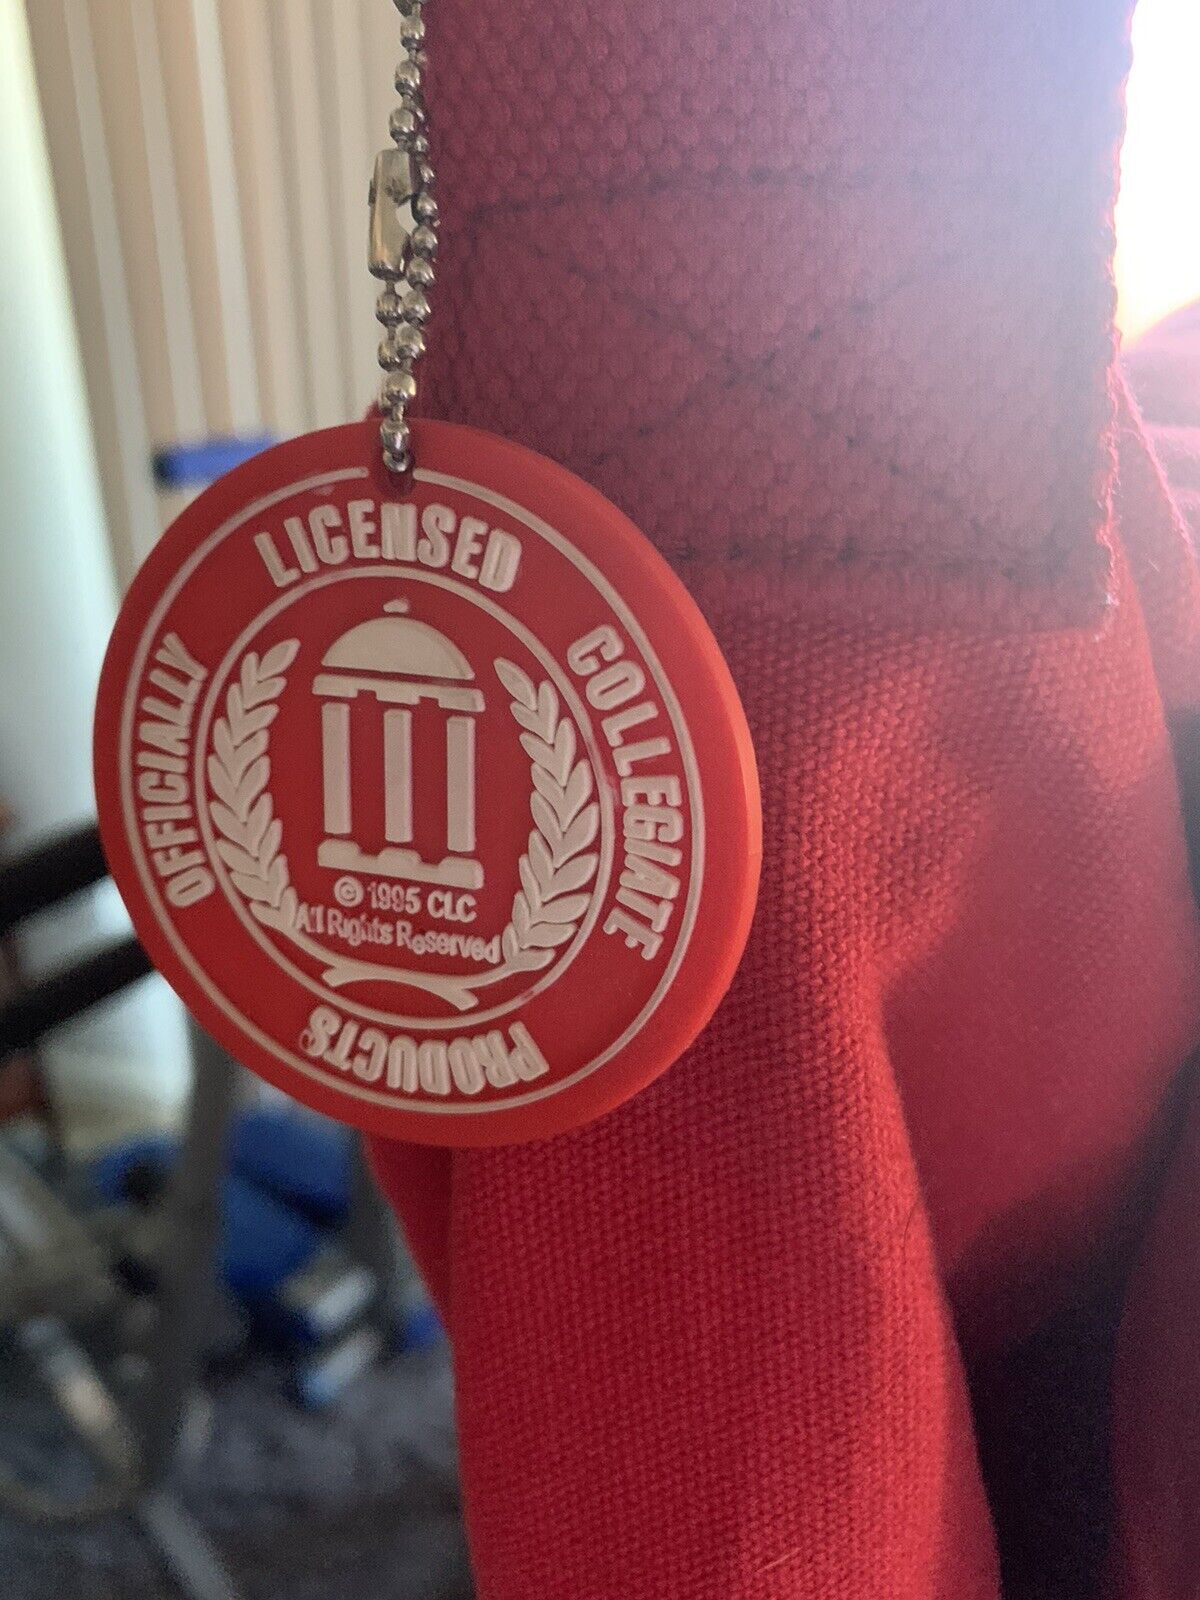 OFFICIALLY LICENSED COLLEGIATE PRODUCTS
© 1995 CLC
All Rights Reserved